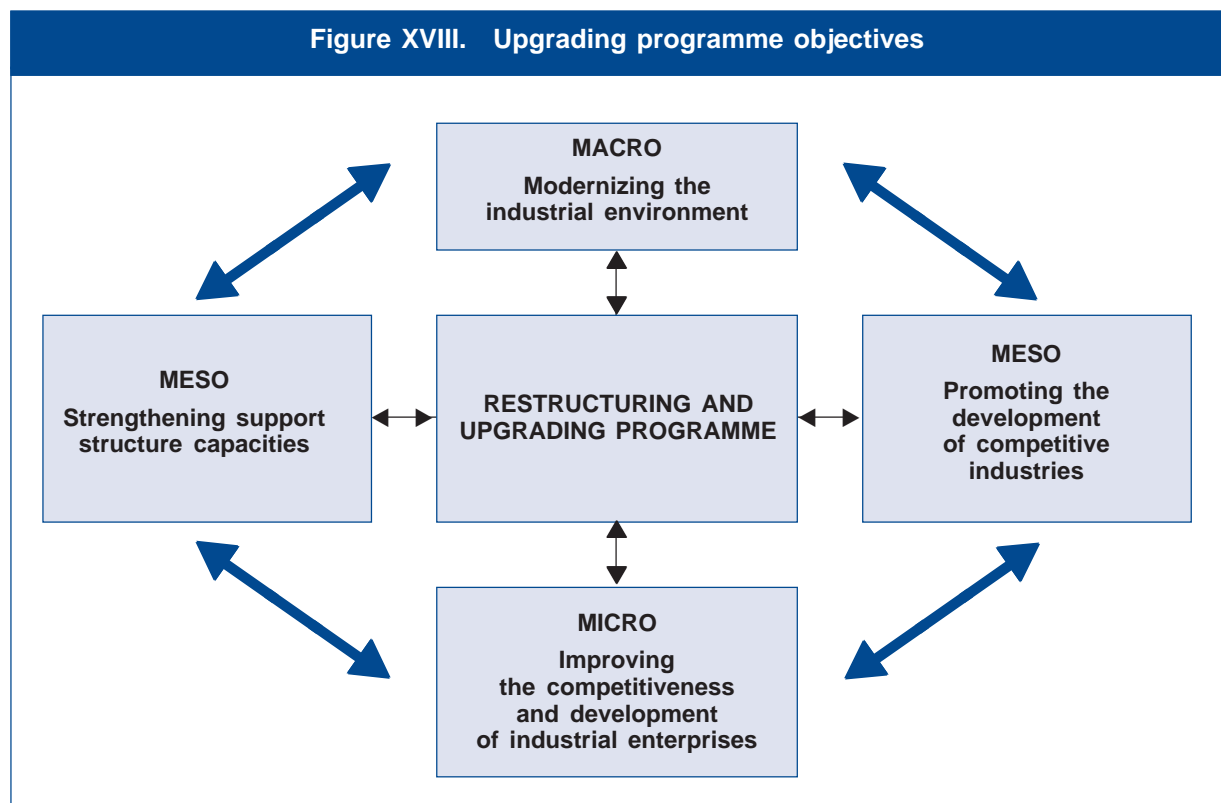 Figure XVIII. Upgrading programme objectives
MACRO
Modernizing the
industrial environment
MESO
Strengthening support
structure capacities
RESTRUCTURING AND
UPGRADING PROGRAMME
MESO
Promoting the
development
of competitive
industries
MICRO
Improving
the competitiveness
and development
of industrial enterprises